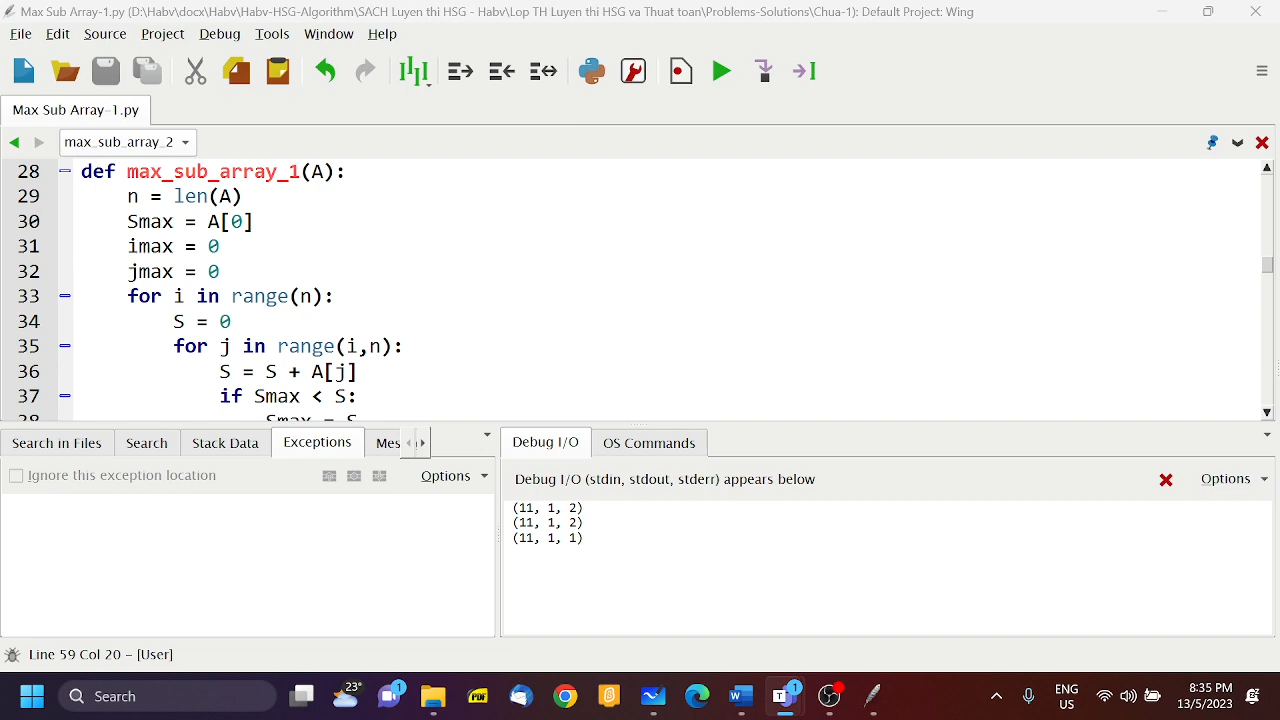 Max Sub Array-1.py (D:\Habv\docx\Habv\Habv-HSG-Algorithm\SACH Luyen thi HSG - Habv\Lop TH Luyen thi HSG va Thuat toan\Problems-Solutions\Chua-1): Default Project: Wing
File Edit Source Project Debug Tools Window Help
Max Sub Array-1.py
max_sub_array_2
28 def max_sub_array_1(A):
29 n = len(A)
30 Smax = A[0]
31 imax = 0
32 jmax = 0
33 for i in range(n):
34 S = 0
35 for j in range(i,n):
36 S = S + A[j]
37 if Smax < S:
38 Smax = S
Search in Files Search Stack Data Exceptions Mes
Debug I/O OS Commands
Ignore this exception location Options
Debug I/O (stdin, stdout, stderr) appears below Options
(11, 1, 2)
(11, 1, 2)
(11, 1, 1)
Line 59 Col 20 – [User]
Search
23°
1
PDF
1
ENG
US
8:35 PM
13/5/2023